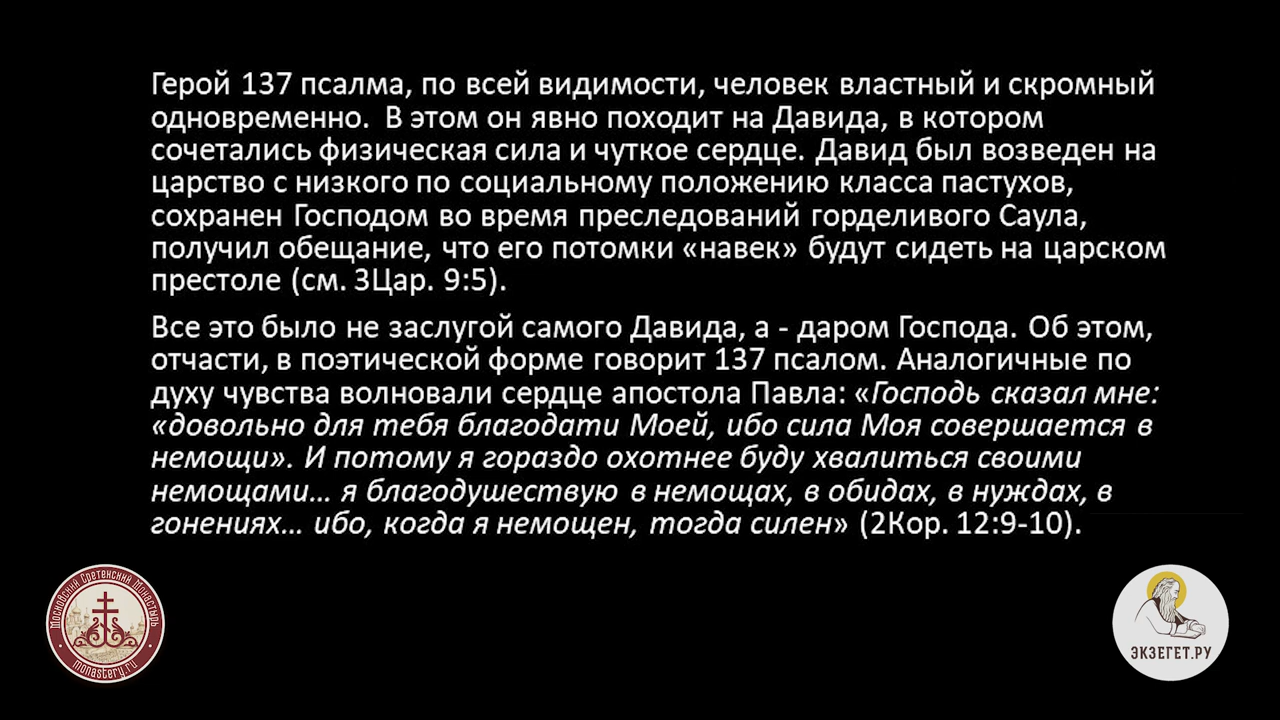 Герой 137 псалма, по всей видимости, человек властный и скромный
одновременно. В этом он явно походит на Давида, в котором
сочетались физическая сила и чуткое сердце. Давид был возведен на
царство с низкого по социальному положению класса пастухов,
сохранен Господом во время преследований горделивого Саула,
получил обещание, что его потомки «навек» будут сидеть на царском
престоле (см. 3Цар. 9:5).
Все это было не заслугой самого Давида, а - даром Господа. Об этом,
отчасти, в поэтической форме говорит 137 псалом. Аналогичные по
духу чувства волновали сердце апостола Павла: «Господь сказал мне:
«довольно для тебя благодати Моей, ибо сила Моя совершается в
немощи». И потому я гораздо охотнее буду хвалиться своими
немощами... я благодушествую в немощах, в обидах, в нуждах, в
гонениях... ибо, когда я немощен, тогда силен» (2Кор. 12:9-10).
Московский Сретенский Монастырь
monastery.ru
ЭКЗЕГЕТ.РУ